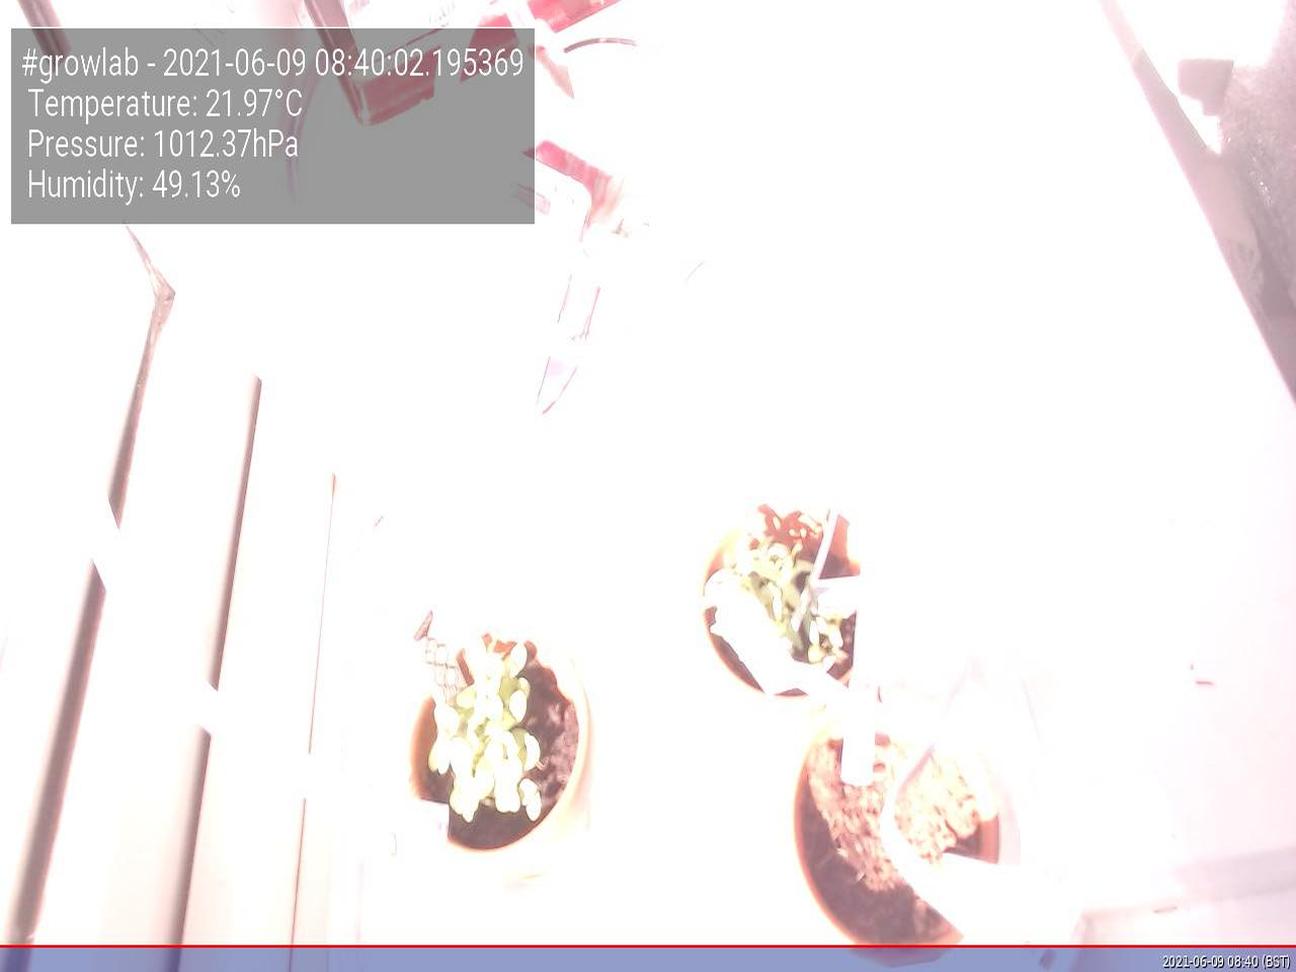 #growlab - 2021-06-09 08:40:02.195369
Temperature: 21.97°C
Pressure: 1012.37hPa
Humidity: 49.13%
2021-06-09 08:40 (BST)